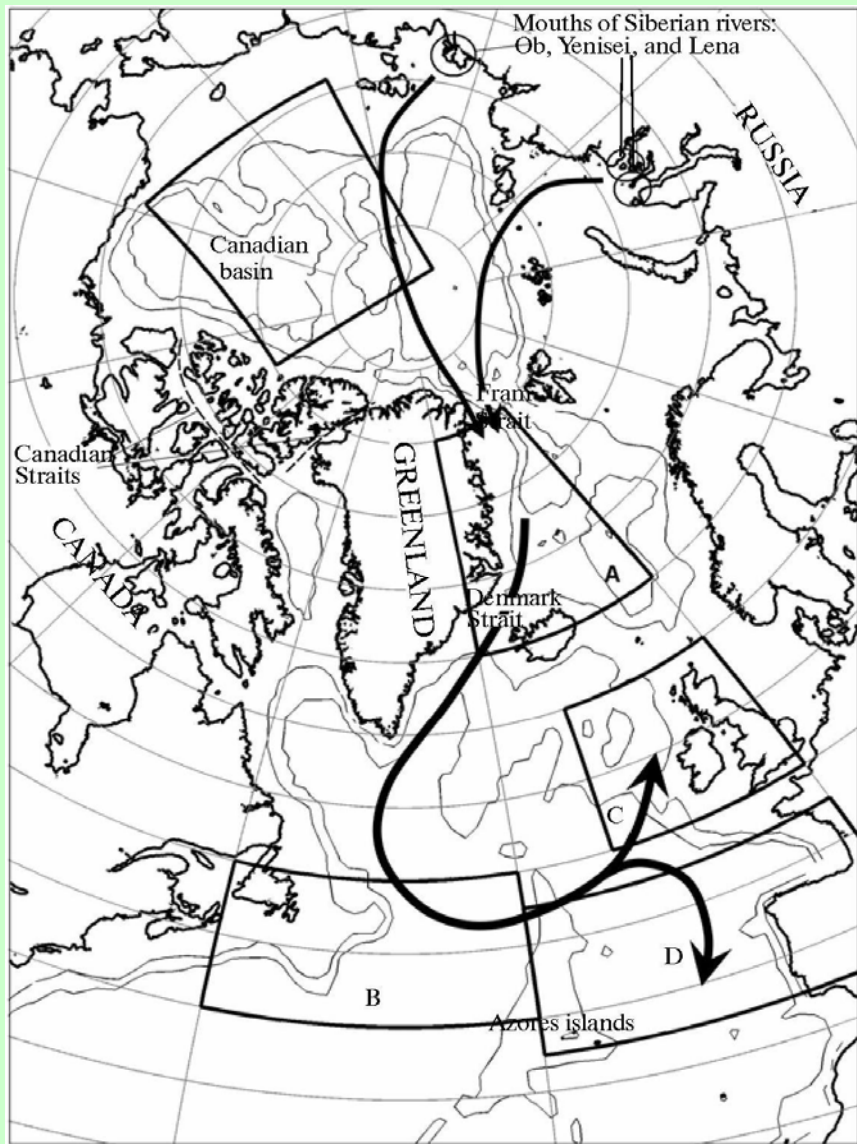 Mouths of Siberian rivers:
Ob, Yenisei, and Lena
RUSSIA
Canadian
basin
Fram
Strait
Canadian
Straits
GREENLAND
CANADA
A
Denmark
Strait
C
D
B
Azores islands